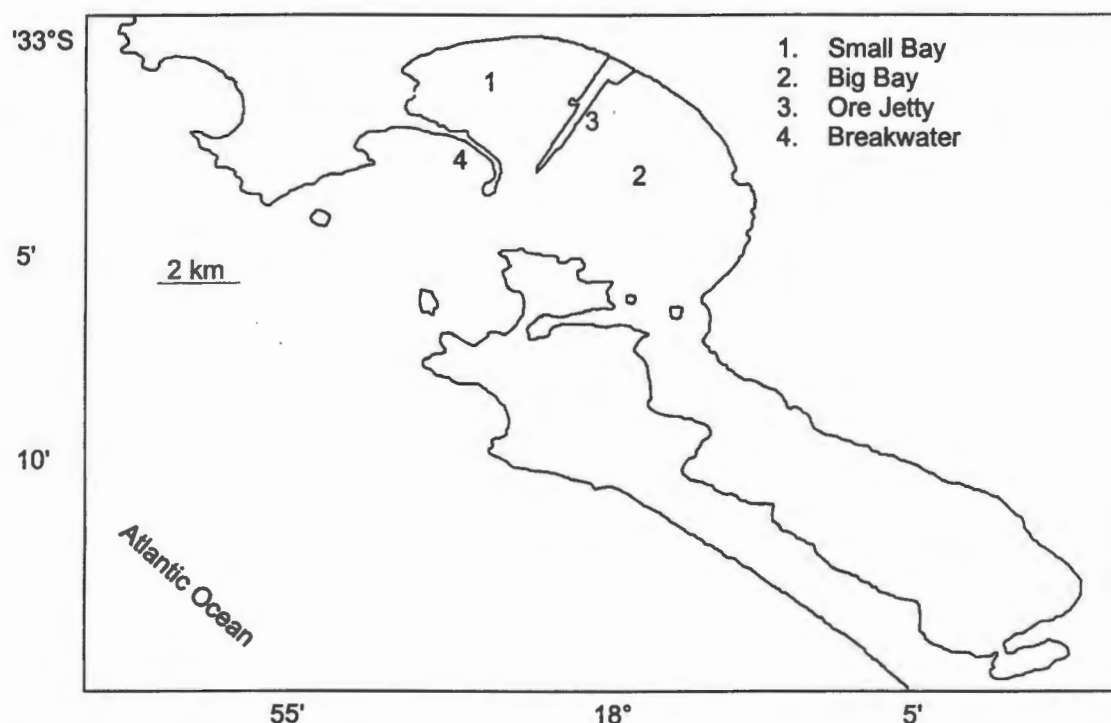 '33°S
1. Small Bay
2. Big Bay
3. Ore Jetty
4. Breakwater
1
3
4
2
5'
2 km
10'
Atlantic Ocean
55' 18° 5'